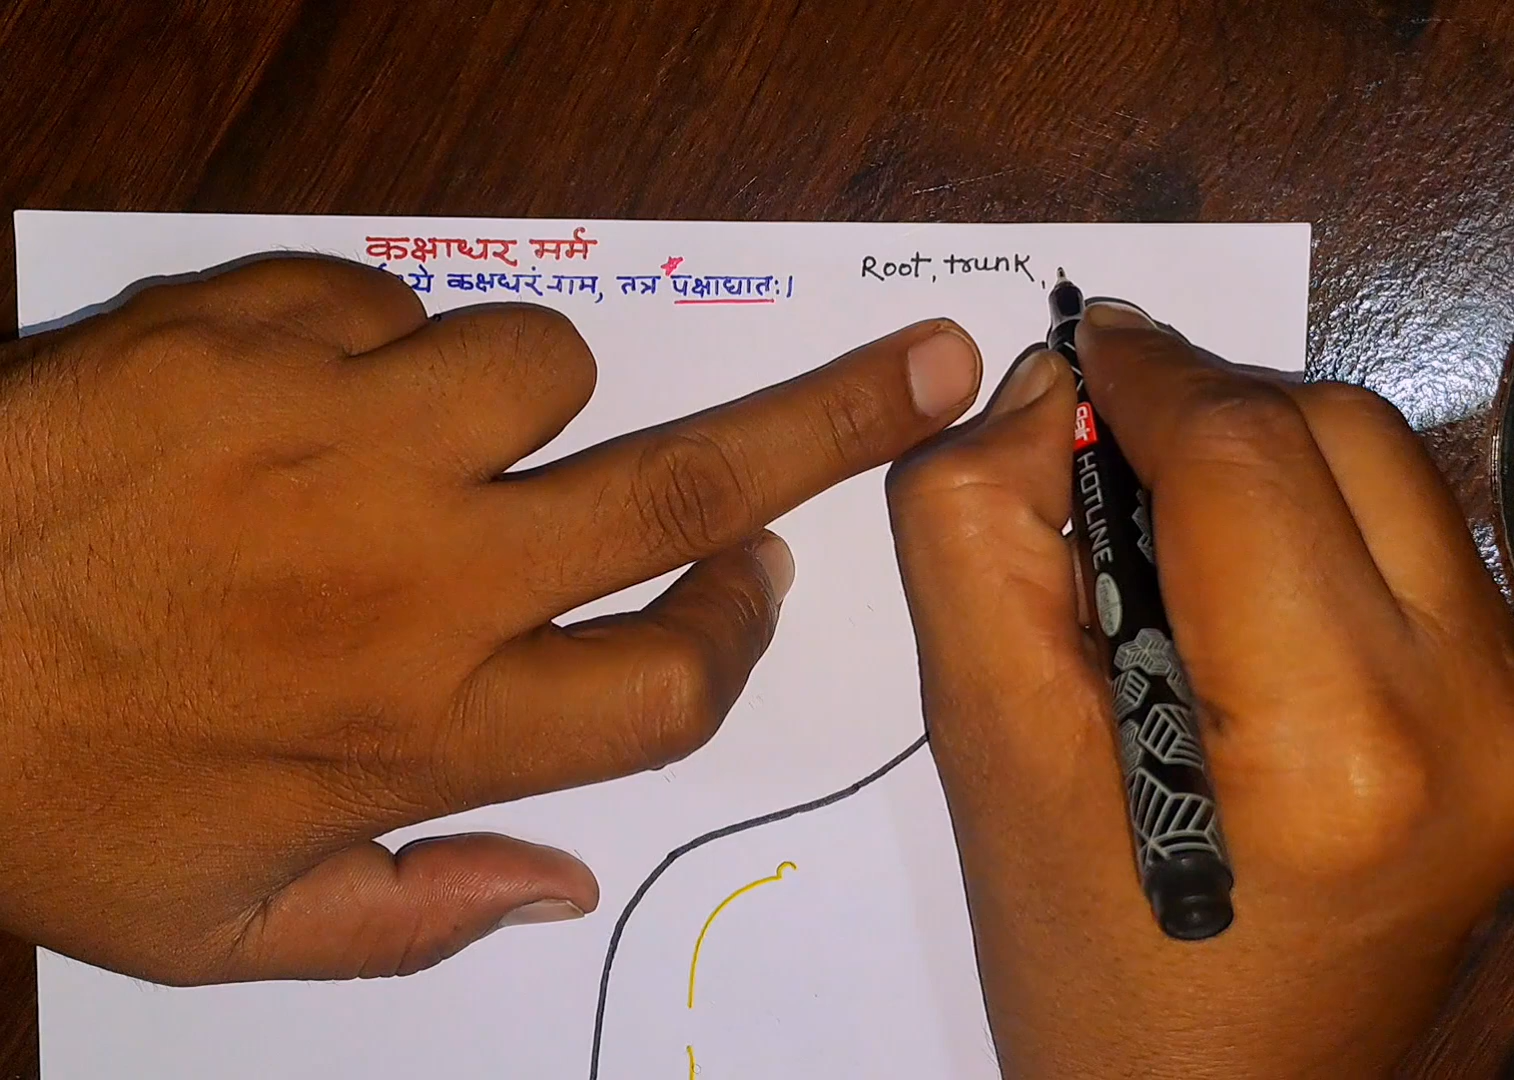 कक्षाधर मर्म
ये कक्षधरं नाम, तत्र पक्षाघातः।
Root, trunk,
HOTLINE